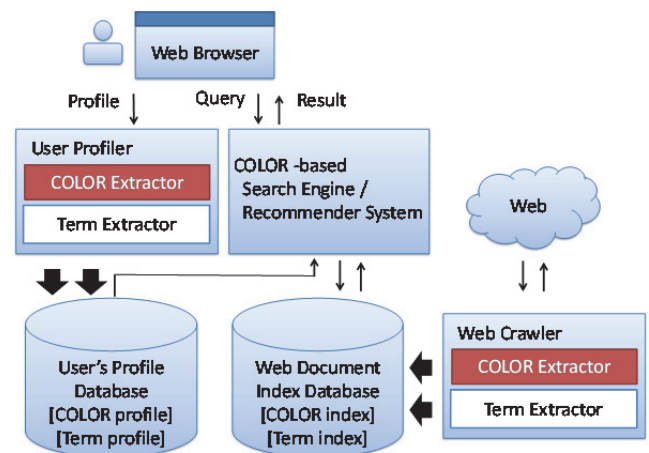 Web Browser
Profile
Query
Result
User Profiler
COLOR Extractor
Term Extractor
COLOR -based
Search Engine /
Recommender System
Web
User's Profile
Database
[COLOR profile]
[Term profile]
Web Document
Index Database
[COLOR index]
[Term index]
Web Crawler
COLOR Extractor
Term Extractor